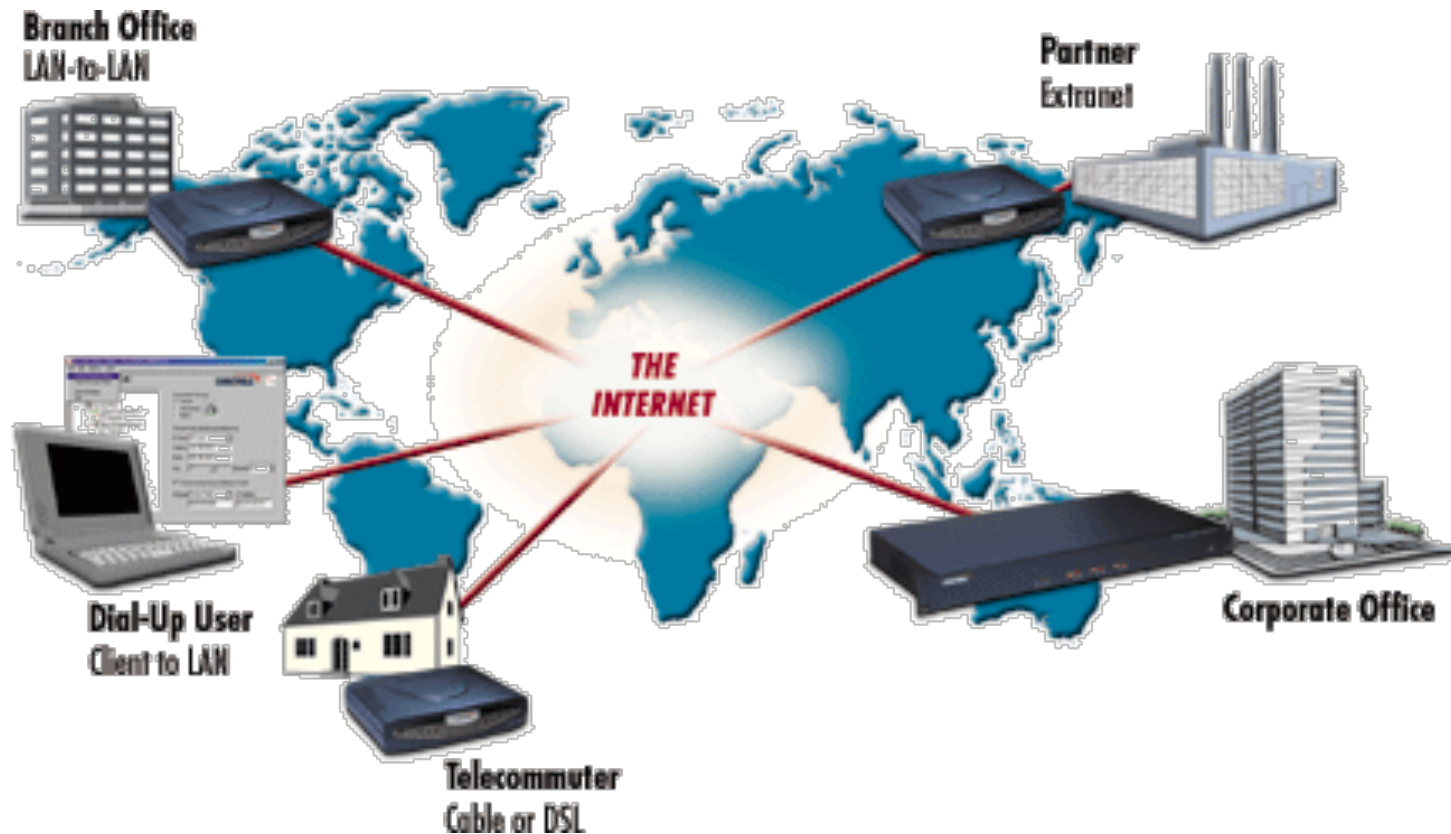 Branch Office
LAN-to-LAN
Partner
Extranet
THE
INTERNET
Dial-Up User
Client to LAN
Corporate Office
Telecommuter
Cable or DSL